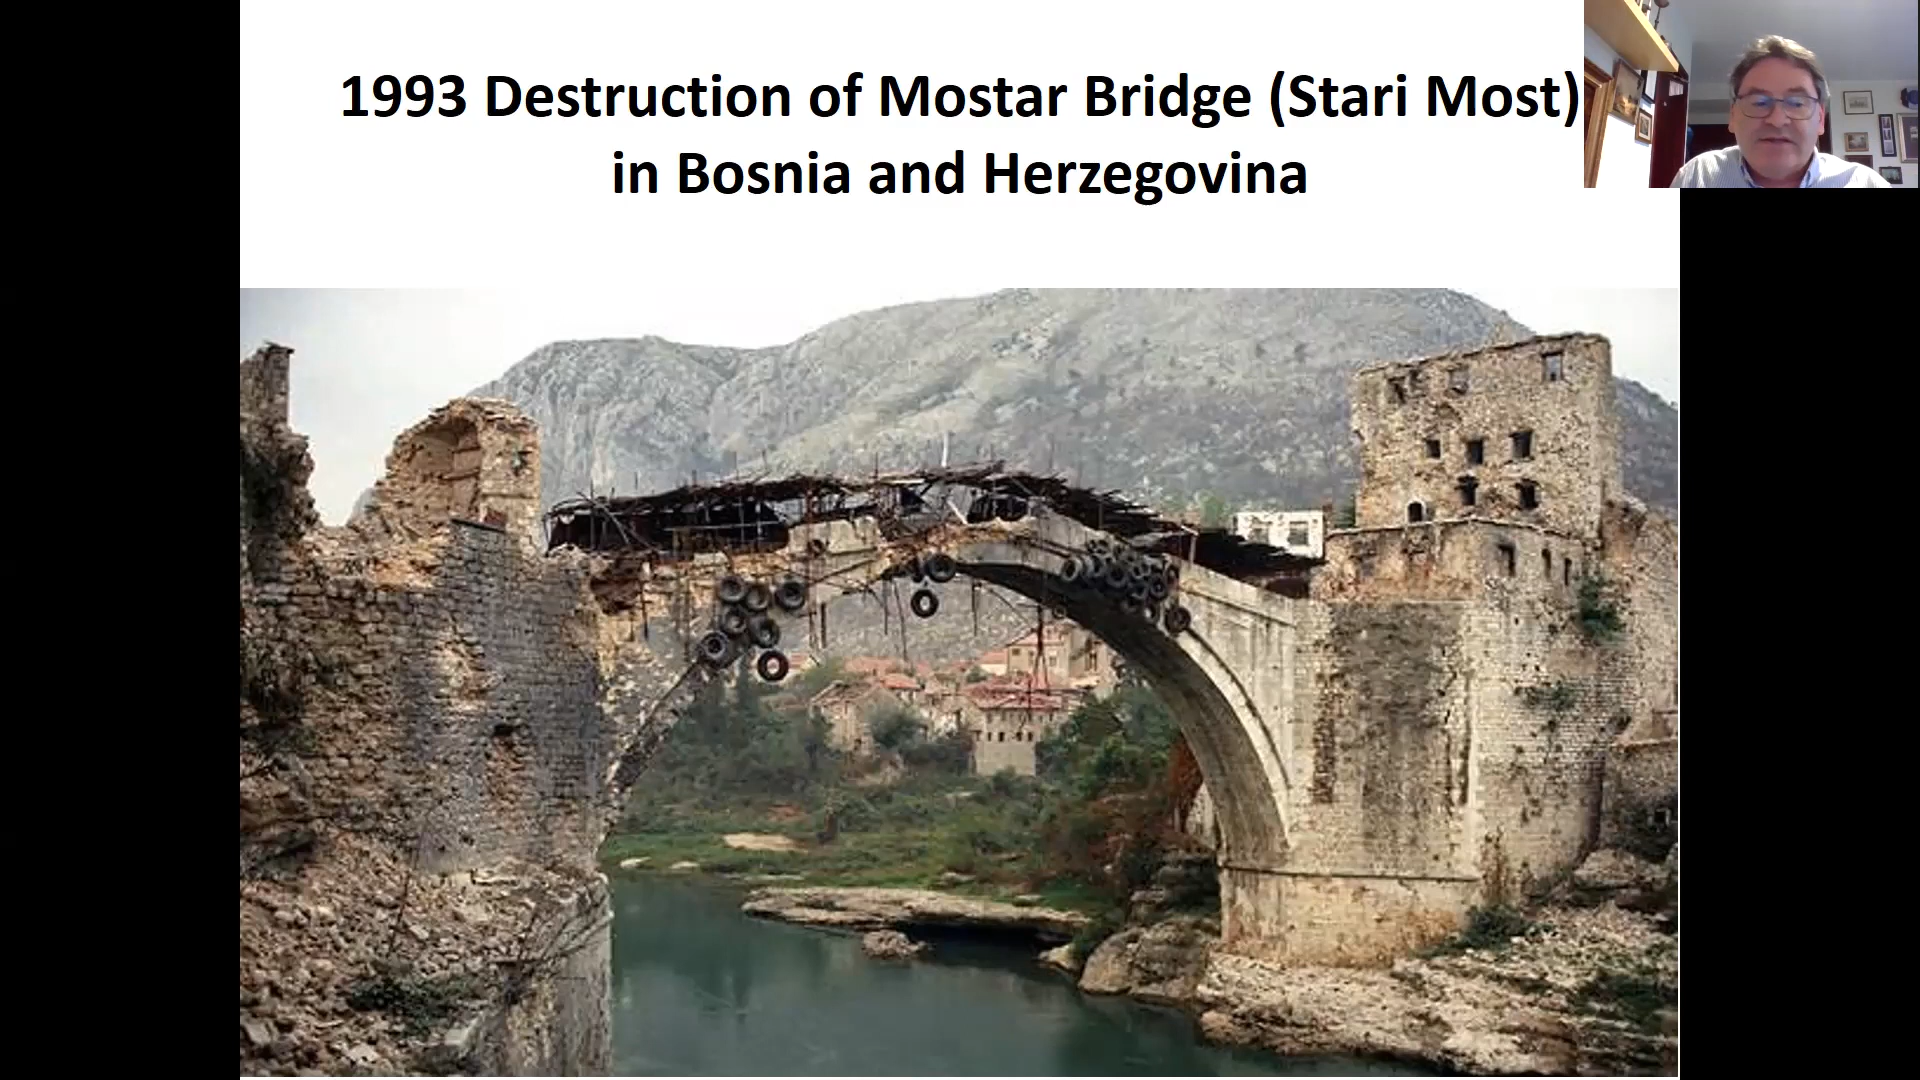 1993 Destruction of Mostar Bridge (Stari Most)
in Bosnia and Herzegovina